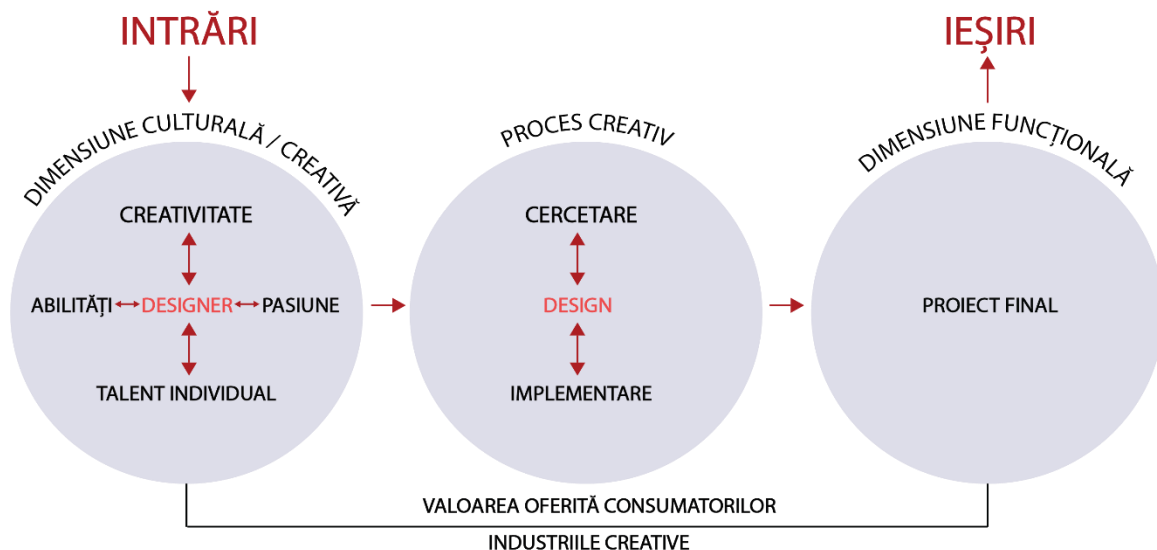 INTRĂRI
IEȘIRI
DIMENSIUNE CULTURALĂ / CREATIVĂ
PROCES CREATIV
DIMENSIUNE FUNCȚIONALĂ
CREATIVITATE
ABILITĂȚI
DESIGNER
PASIUNE
TALENT INDIVIDUAL
CERCETARE
DESIGN
IMPLEMENTARE
PROIECT FINAL
VALOAREA OFERITĂ CONSUMATORILOR
INDUSTRIILE CREATIVE